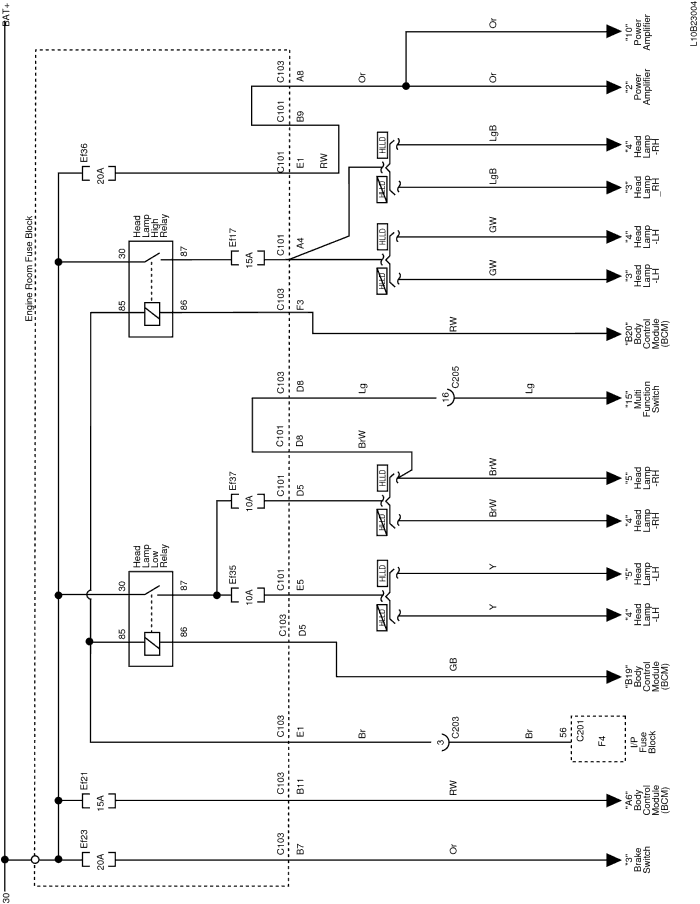 30
BAT+
Engine Room Fuse Block
Ef23
20A
Ef21
15A
Head
Lamp
Low
Relay
85
30
86
87
Ef35
10A
Ef37
10A
Head
Lamp
High
Relay
85
30
86
87
Ef17
15A
Ef36
20A
C103
B7
C103
B11
C103
E1
C103
D5
C101
E5
C101
D5
C101
D8
C103
D8
C103
F3
C101
A4
C101
E1
RW
C101
B9
C103
A8
HLLD
HLLD
HLLD
HLLD
HLLD
HLLD
HLLD
HLLD
Or
RW
Br
3
C203
Br
GB
Y
Y
BrW
BrW
BrW
Lg
16
C205
Lg
RW
GW
GW
LgB
LgB
Or
Or
Or
56
C201
F4
"3"
Brake
Switch
"A6"
Body
Control
Module
(BCM)
I/P
Fuse
Block
"B19"
Body
Control
Module
(BCM)
"4"
Head
Lamp
-LH
"5"
Head
Lamp
-LH
"4"
Head
Lamp
-RH
"5"
Head
Lamp
-RH
"15"
Multi
Function
Switch
"B20"
Body
Control
Module
(BCM)
"3"
Head
Lamp
-LH
"4"
Head
Lamp
-LH
"3"
Head
Lamp
_RH
"4"
Head
Lamp
-RH
"2"
Power
Amplifier
"10"
Power
Amplifier
L10B23004